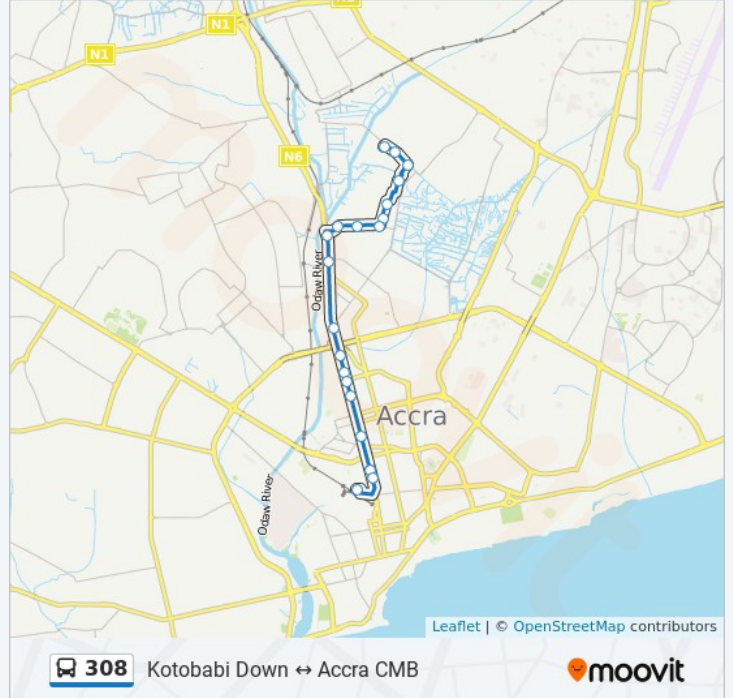 N1
N1
N6
Odaw River
Accra
Odaw River
Leaflet | © OpenStreetMap contributors
308 Kotobabi Down ↔ Accra CMB
moovit